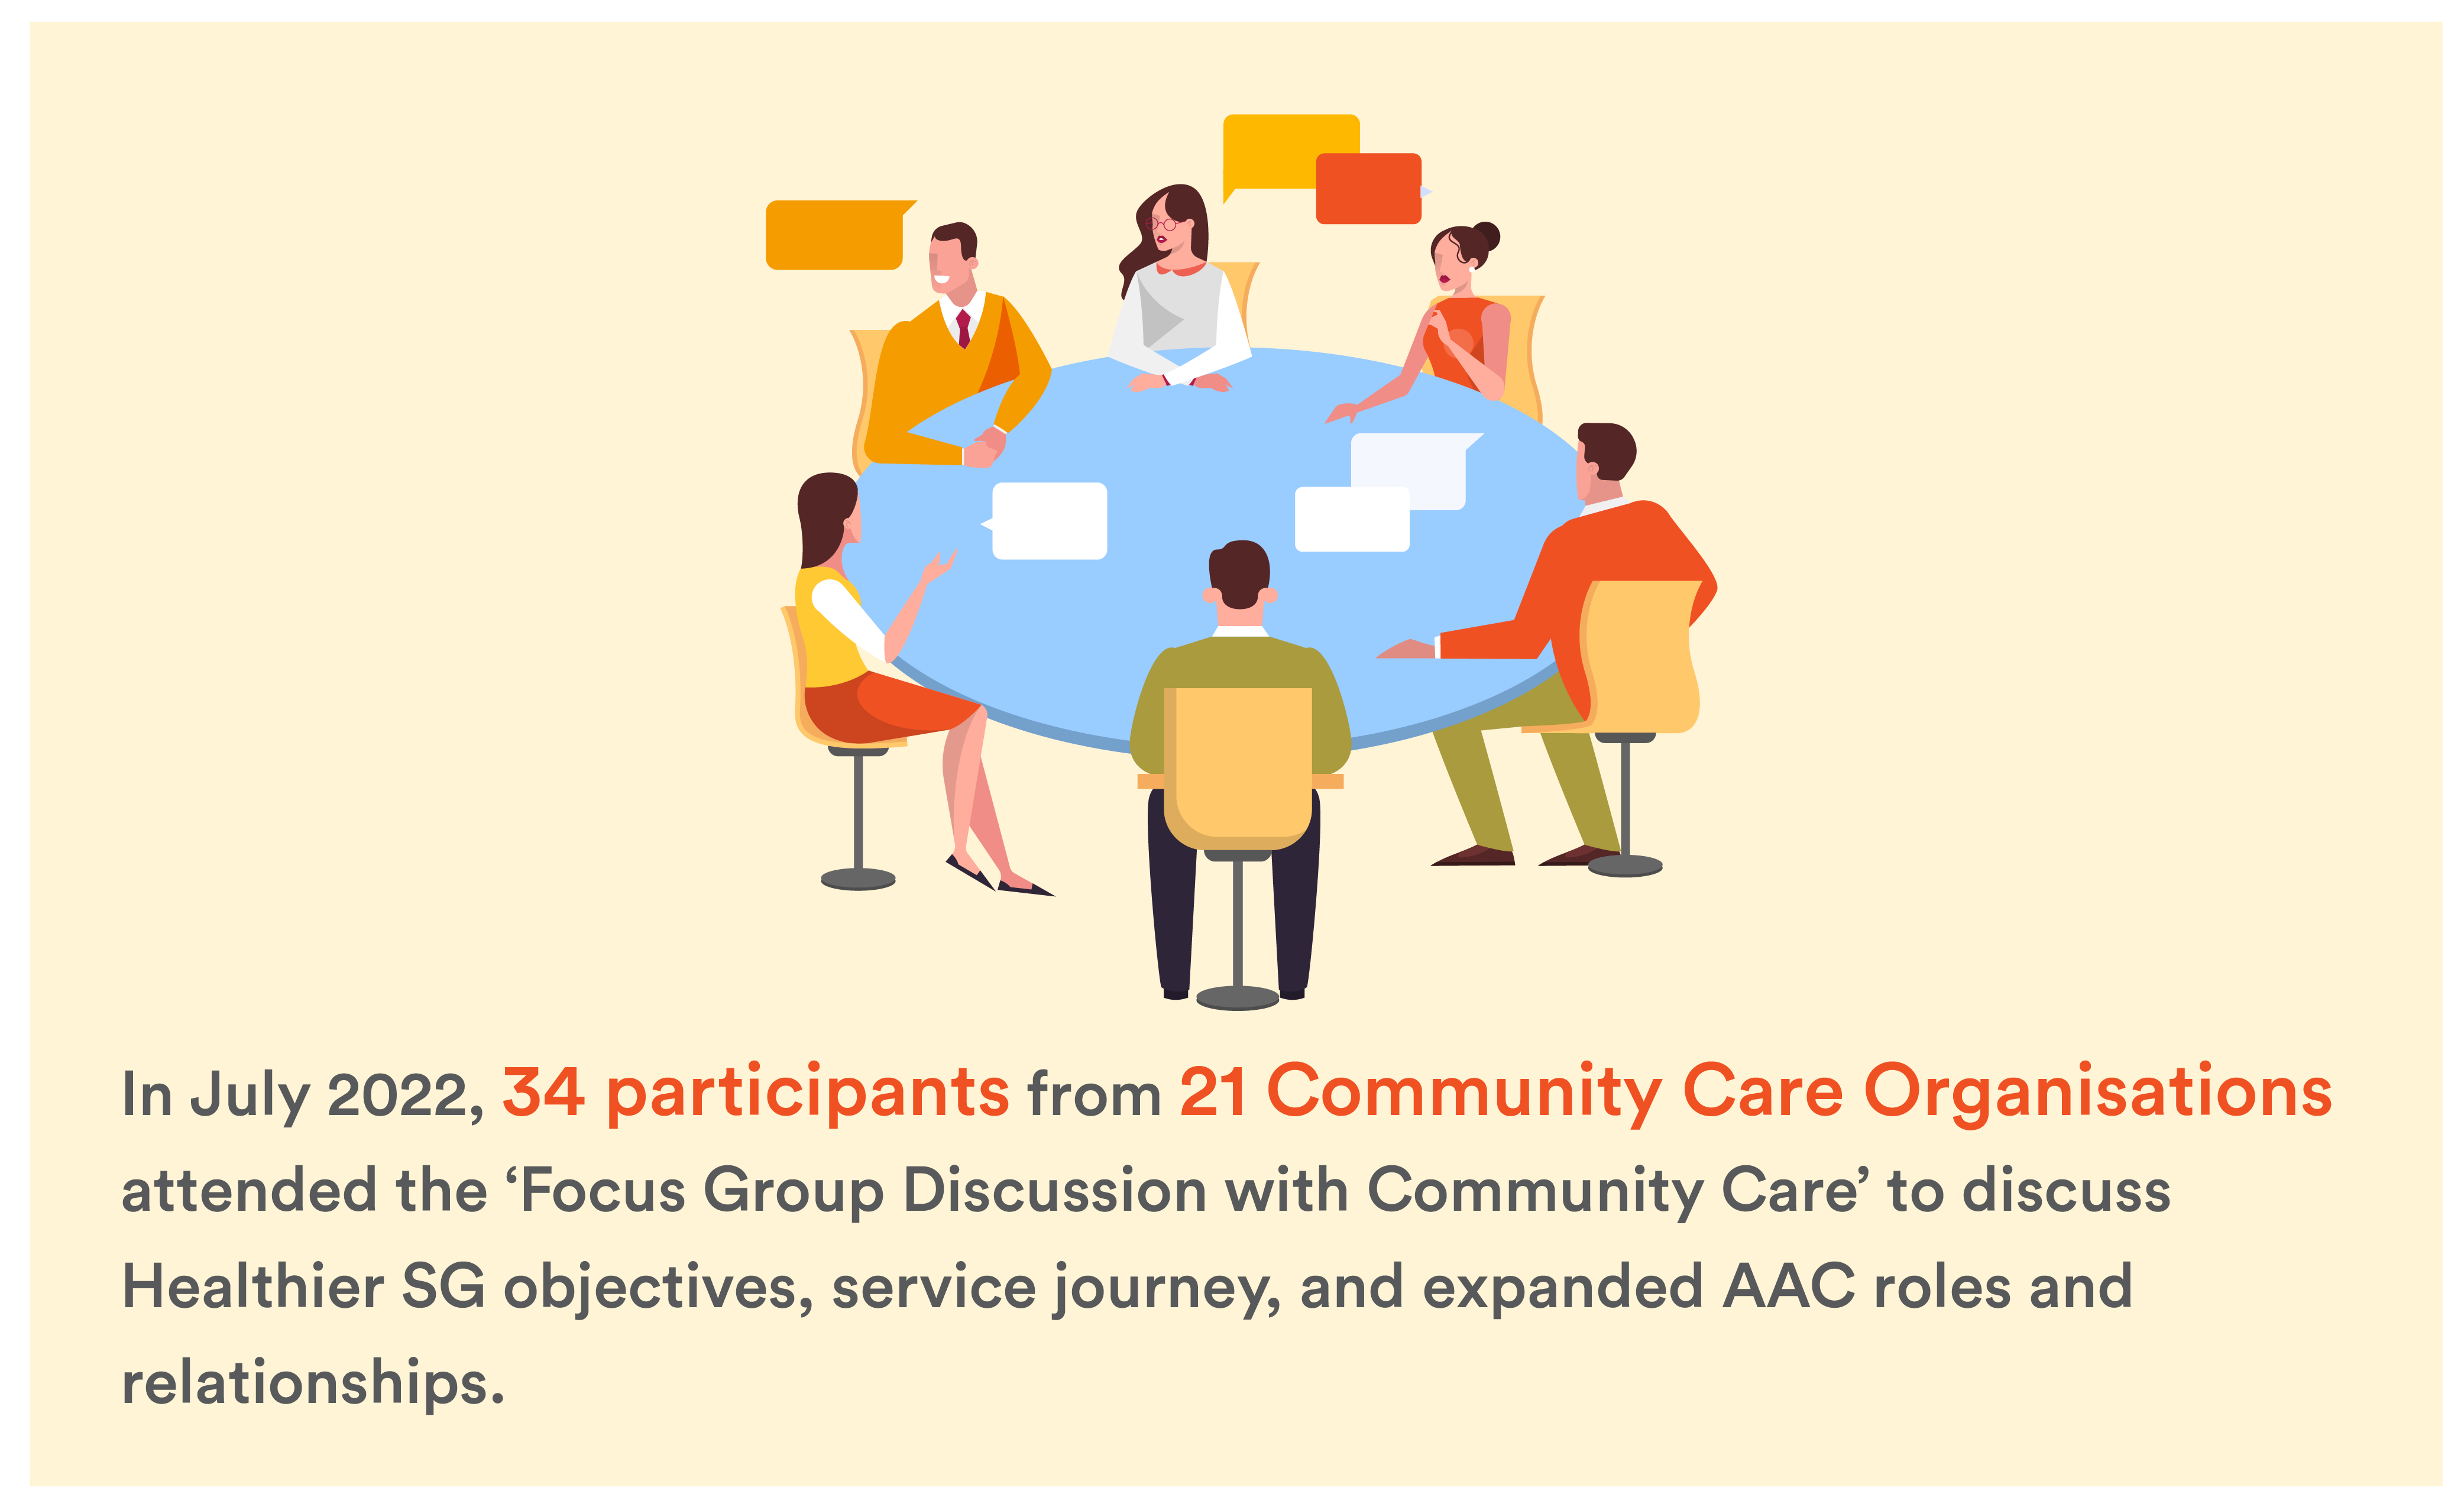 In July 2022, 34 participants from 21 Community Care Organisations
attended the ‘Focus Group Discussion with Community Care’ to discuss
Healthier SG objectives, service journey, and expanded AAC roles and
relationships.